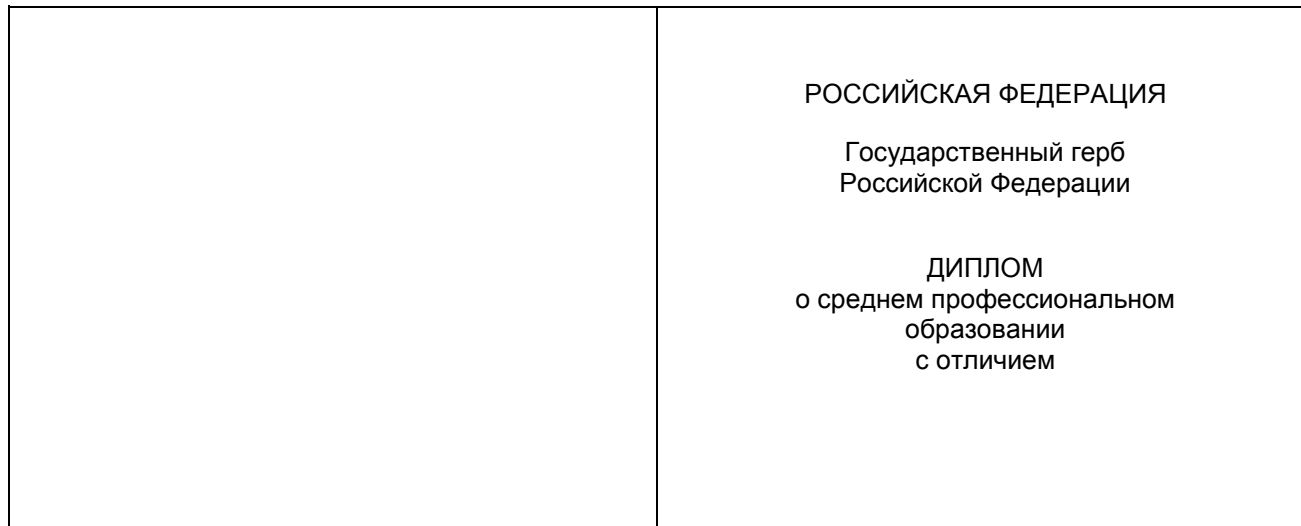 РОССИЙСКАЯ ФЕДЕРАЦИЯ
Государственный герб
Российской Федерации
ДИПЛОМ
о среднем профессиональном
образовании
с отличием